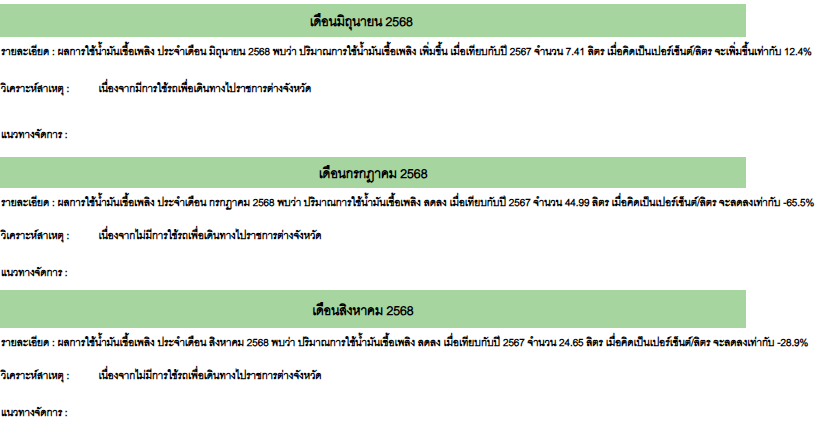 เดือนมิถุนายน 2568
รายละเอียด : ผลการใช้น้ำมันเชื้อเพลิง ประจำเดือน มิถุนายน 2568 พบว่า ปริมาณการใช้น้ำมันเชื้อเพลิง เพิ่มขึ้น เมื่อเทียบกับปี 2567 จำนวน 7.41 ลิตร เมื่อคิดเป็นเปอร์เซ็นต์/ลิตร จะเพิ่มขึ้นเท่ากับ 12.4%
วิเคราะห์สาเหตุ : เนื่องจากมีการใช้รถเพื่อเดินทางไปราชการต่างจังหวัด
แนวทางจัดการ :
เดือนกรกฎาคม 2568
รายละเอียด : ผลการใช้น้ำมันเชื้อเพลิง ประจำเดือน กรกฎาคม 2568 พบว่า ปริมาณการใช้น้ำมันเชื้อเพลิง ลดลง เมื่อเทียบกับปี 2567 จำนวน 44.99 ลิตร เมื่อคิดเป็นเปอร์เซ็นต์/ลิตร จะลดลงเท่ากับ -65.5%
วิเคราะห์สาเหตุ : เนื่องจากไม่มีการใช้รถเพื่อเดินทางไปราชการต่างจังหวัด
แนวทางจัดการ :
เดือนสิงหาคม 2568
รายละเอียด : ผลการใช้น้ำมันเชื้อเพลิง ประจำเดือน สิงหาคม 2568 พบว่า ปริมาณการใช้น้ำมันเชื้อเพลิง ลดลง เมื่อเทียบกับปี 2567 จำนวน 24.65 ลิตร เมื่อคิดเป็นเปอร์เซ็นต์/ลิตร จะลดลงเท่ากับ -28.9%
วิเคราะห์สาเหตุ : เนื่องจากไม่มีการใช้รถเพื่อเดินทางไปราชการต่างจังหวัด
แนวทางจัดการ :